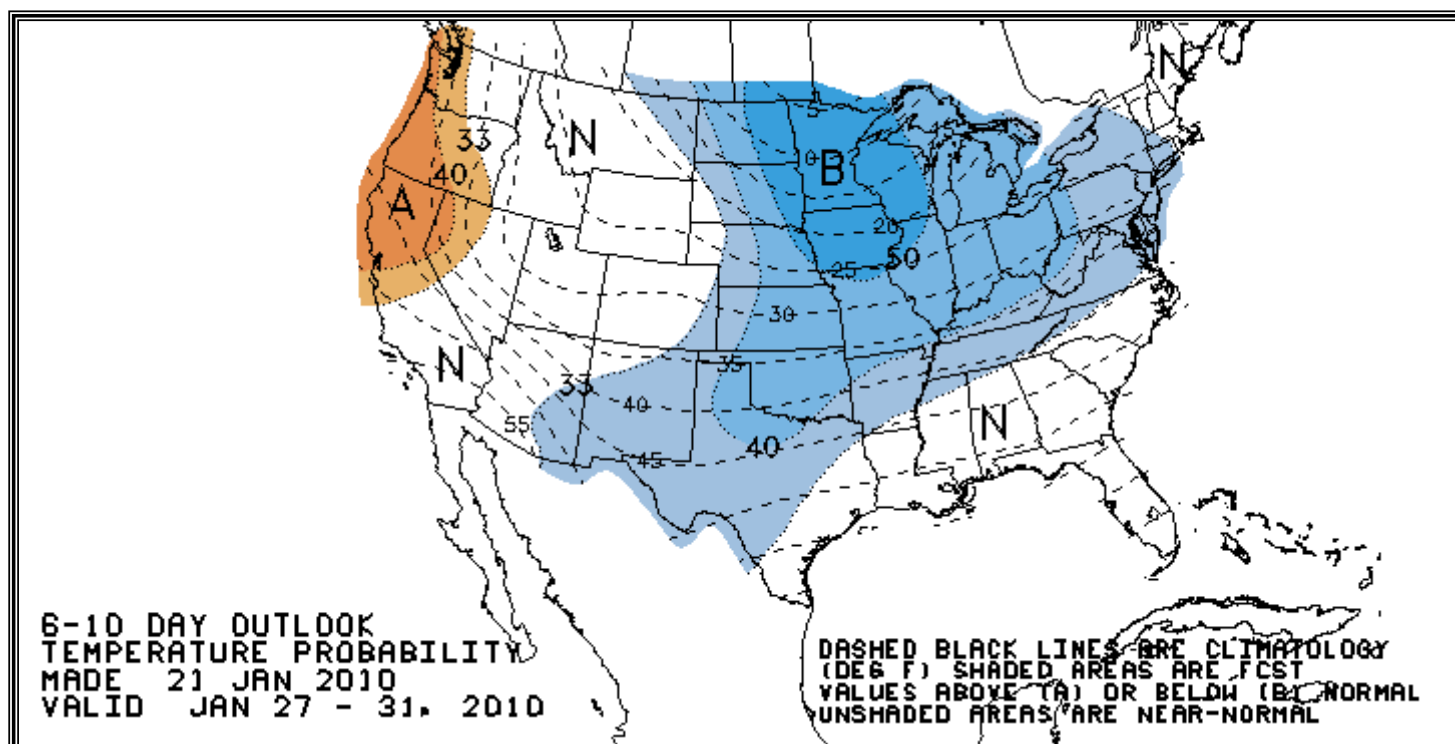 N
N
33
0
B
40
A
20
50
25
30
35
N
33
40
55
N
40
45
6-10 DAY OUTLOOK
TEMPERATURE PROBABILITY
MADE 21 JAN 2010
VALID JAN 27 - 31, 2010
DASHED BLACK LINES ARE CLIMATOLOGY
(DEG F) SHADED AREAS ARE FCST
VALUES ABOVE (A) OR BELOW (B) NORMAL
UNSHADED AREAS ARE NEAR-NORMAL